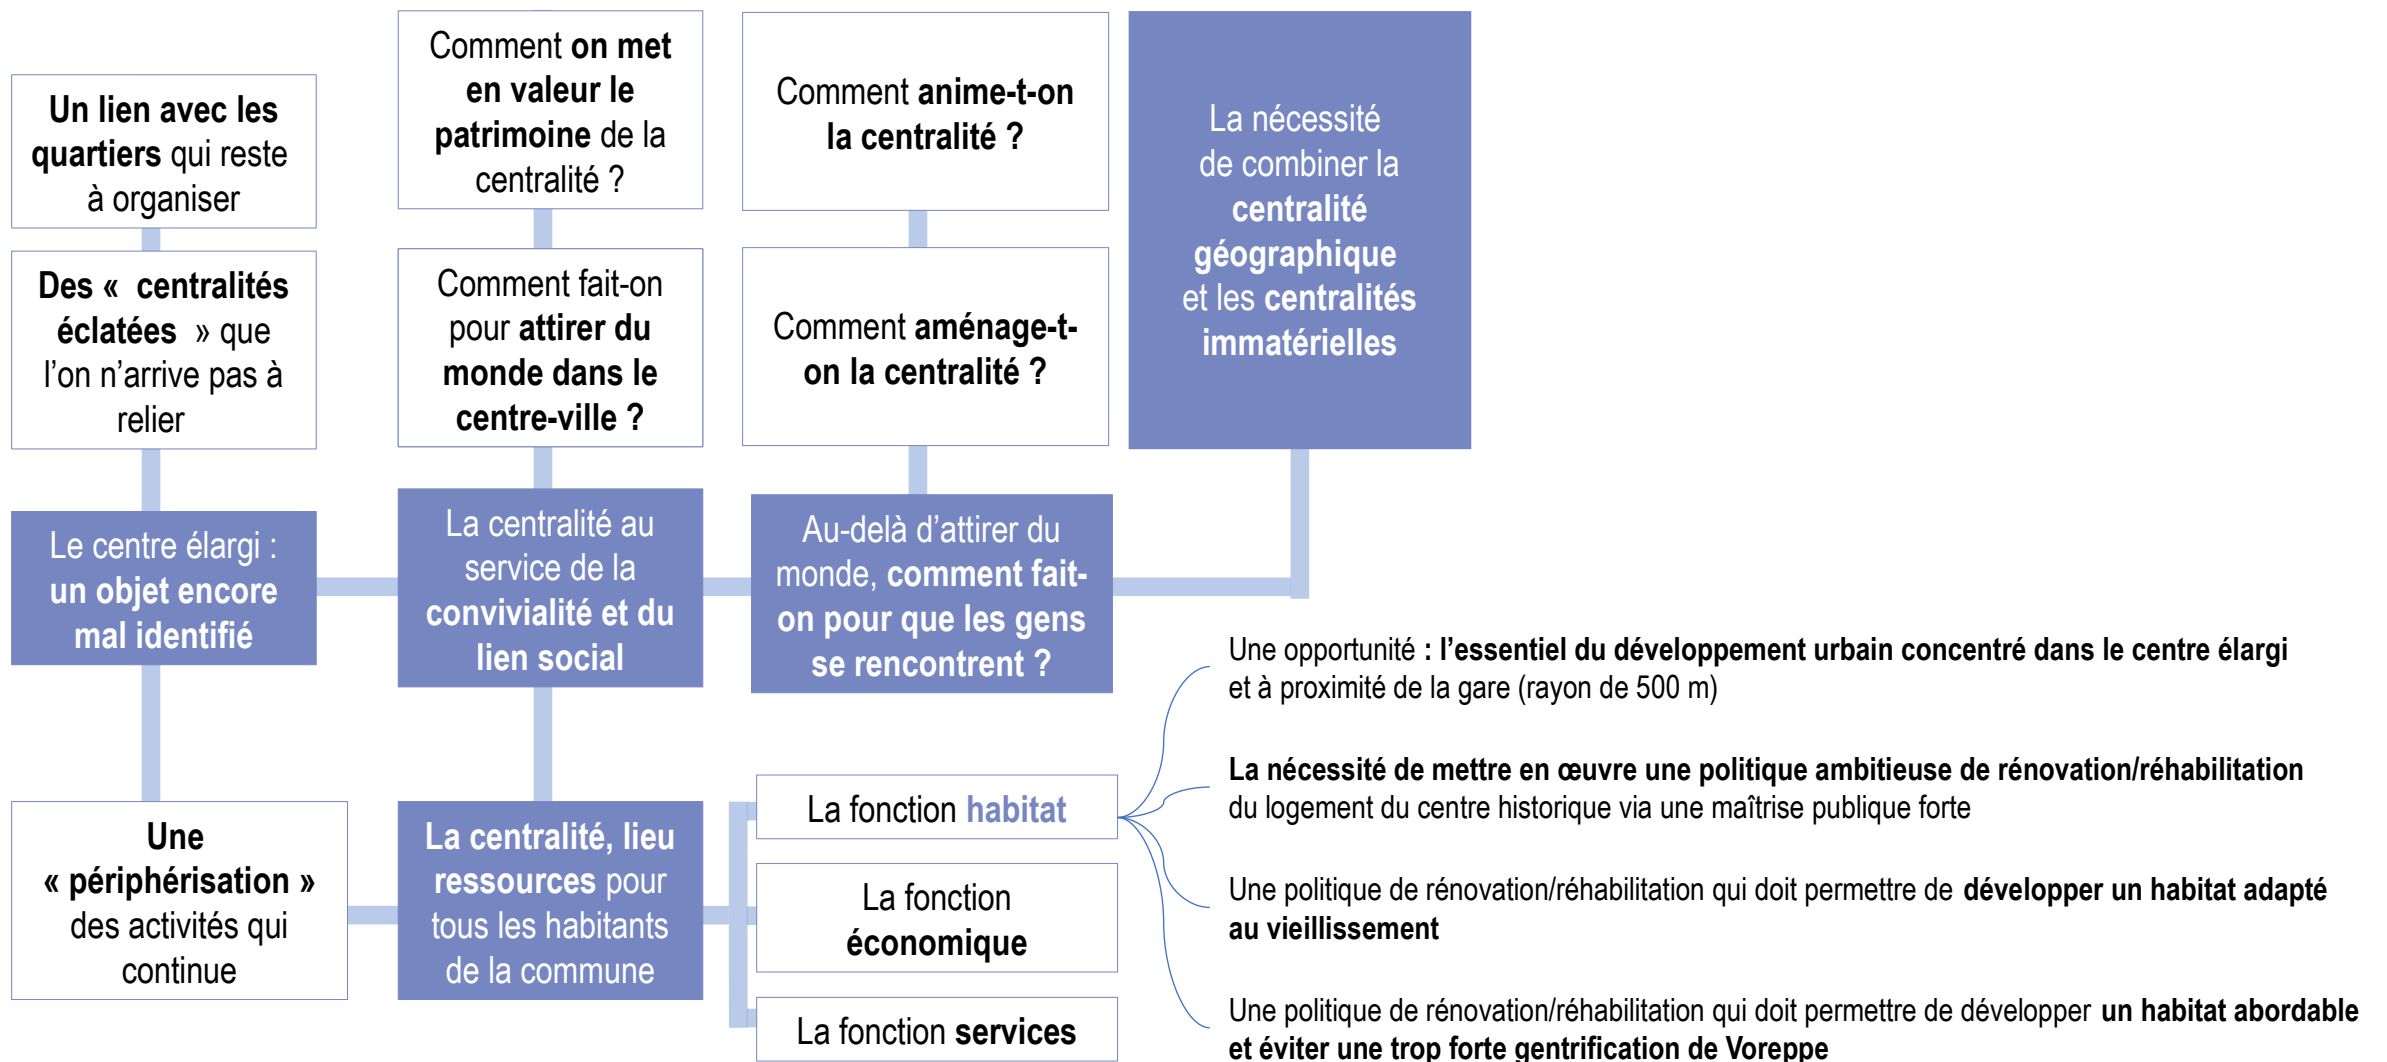 Un lien avec les
quartiers qui reste
à organiser
Des «  centralités
éclatées  » que
l’on n’arrive pas à
relier
Le centre élargi :
un objet encore
mal identifié
Une
« périphérisation »
des activités qui
continue
Comment on met
en valeur le
patrimoine de la
centralité ?
Comment fait-on
pour attirer du
monde dans le
centre-ville ?
La centralité au
service de la
convivialité et du
lien social
La centralité, lieu
ressources pour
tous les habitants
de la commune
Comment anime-t-on
la centralité ?
Comment aménage-t-
on la centralité ?
Au-delà d’attirer du
monde, comment fait-
on pour que les gens
se rencontrent ?
La nécessité
de combiner la
centralité
géographique
et les centralités
immatérielles
La fonction habitat
La fonction
économique
La fonction services
Une opportunité : l’essentiel du développement urbain concentré dans le centre élargi
et à proximité de la gare (rayon de 500 m)
La nécessité de mettre en œuvre une politique ambitieuse de rénovation/réhabilitation
du logement du centre historique via une maîtrise publique forte
Une politique de rénovation/réhabilitation qui doit permettre de développer un habitat adapté
au vieillissement
Une politique de rénovation/réhabilitation qui doit permettre de développer un habitat abordable
et éviter une trop forte gentrification de Voreppe